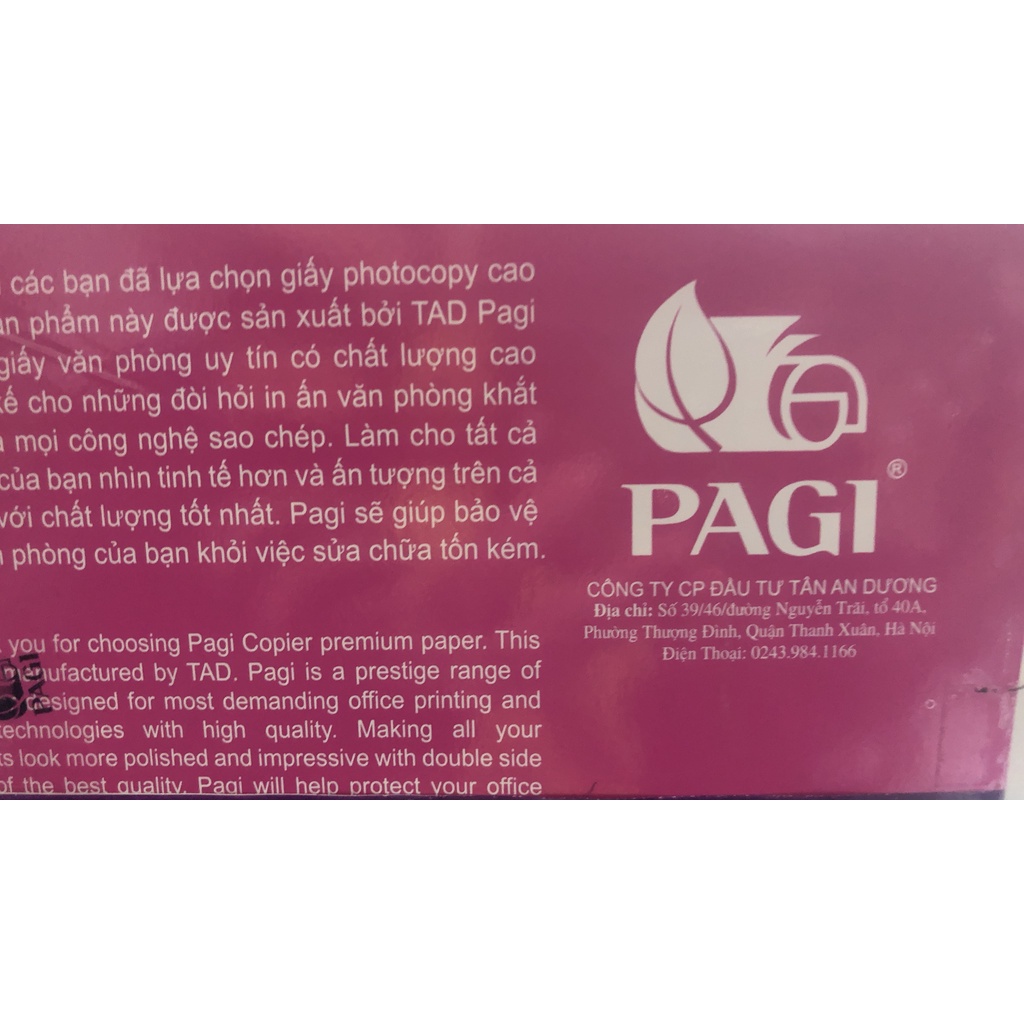 các bạn đã lựa chọn giấy photocopy cao
phẩm này được sản xuất bởi TAD Pagi
giấy văn phòng uy tín có chất lượng cao
cho những đòi hỏi in ấn văn phòng khắt
mọi công nghệ sao chép. Làm cho tất cả
của bạn nhìn tinh tế hơn và ấn tượng trên cả
với chất lượng tốt nhất. Pagi sẽ giúp bảo vệ
phòng của bạn khỏi việc sửa chữa tốn kém.
you for choosing Pagi Copier premium paper. This
manufactured by TAD. Pagi is a prestige range of
designed for most demanding office printing and
technologies with high quality. Making all your
look more polished and impressive with double side
of the best quality. Pagi will help protect your office
PAGI
PAGI®
CÔNG TY CP ĐẦU TƯ TÂN AN DƯƠNG
Địa chỉ: Số 39/46/đường Nguyễn Trãi, tổ 40A,
Phường Thượng Đình, Quận Thanh Xuân, Hà Nội
Điện Thoại: 0243.984.1166